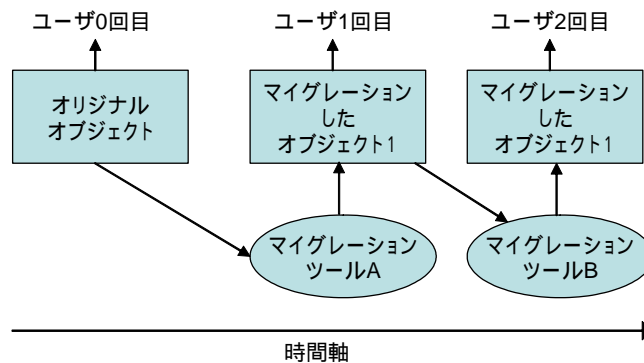 ユーザ0回目
ユーザ1回目
ユーザ2回目
オリジナル
オブジェクト
マイグレーション
した
オブジェクト1
マイグレーション
した
オブジェクト1
マイグレーション
ツールA
マイグレーション
ツールB
時間軸